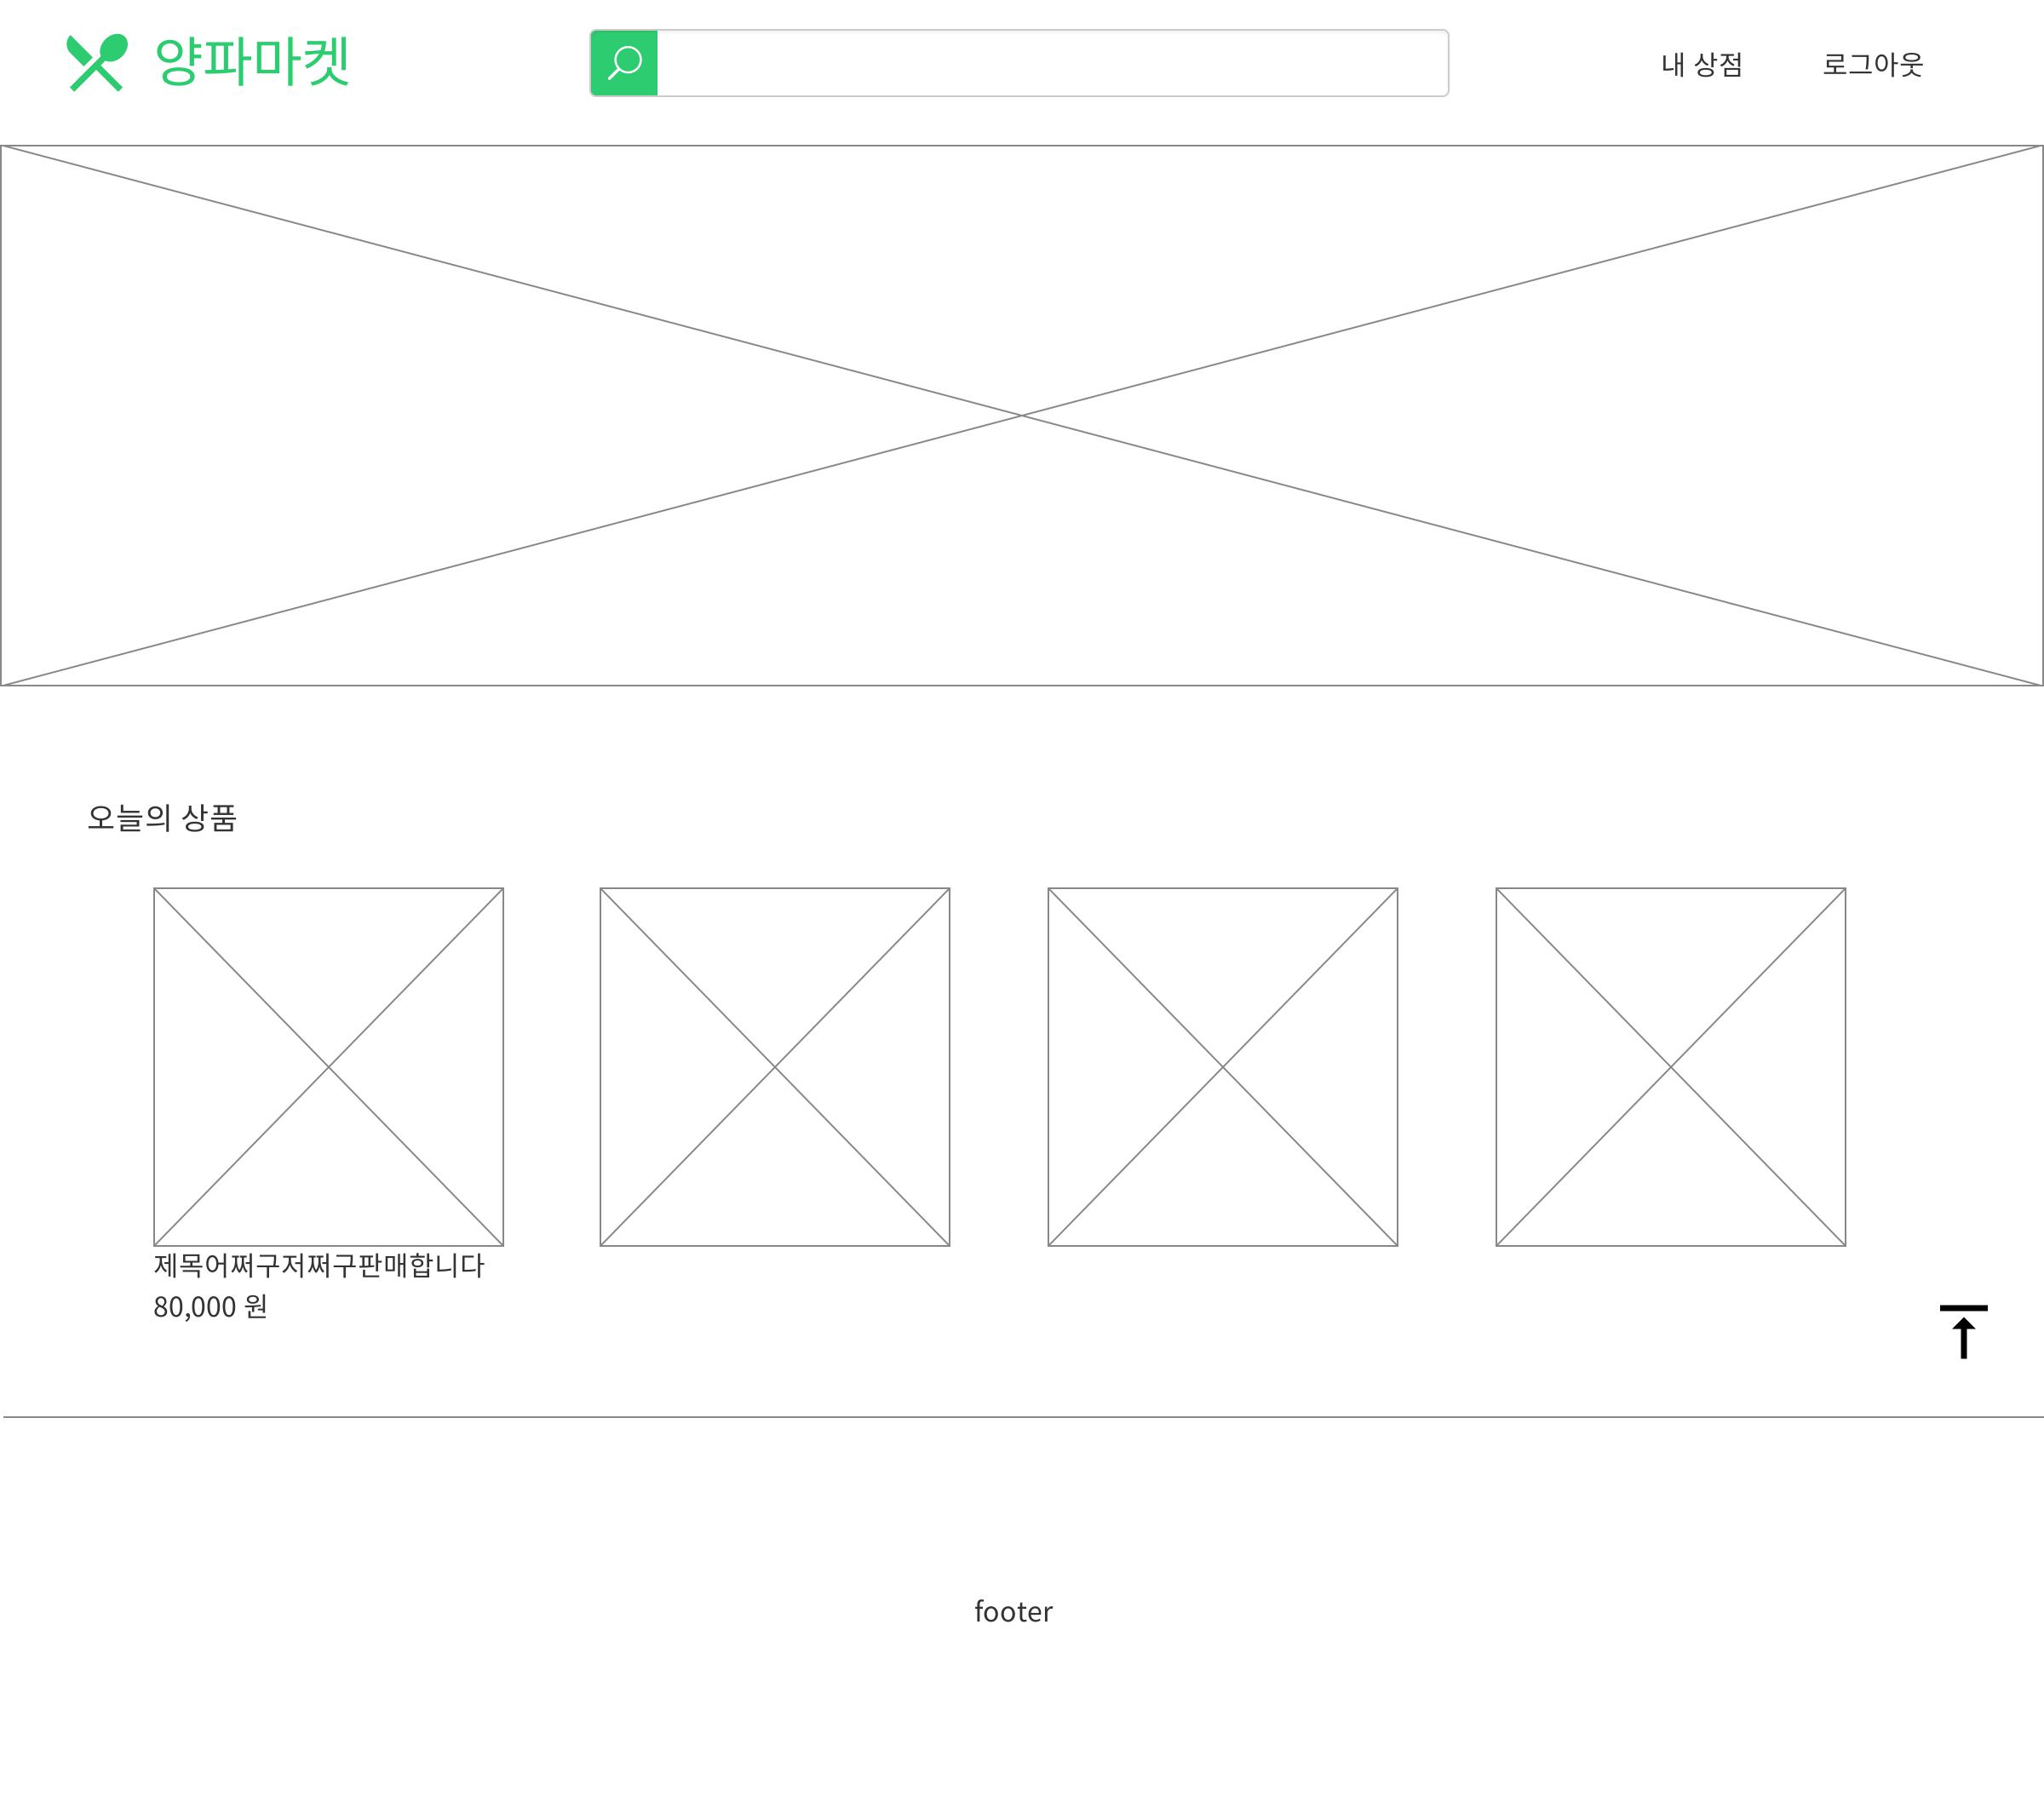 양파마켓
내 상점
로그아웃
오늘의 상품
제목어쩌구저쩌구판매합니다
80,000 원
footer